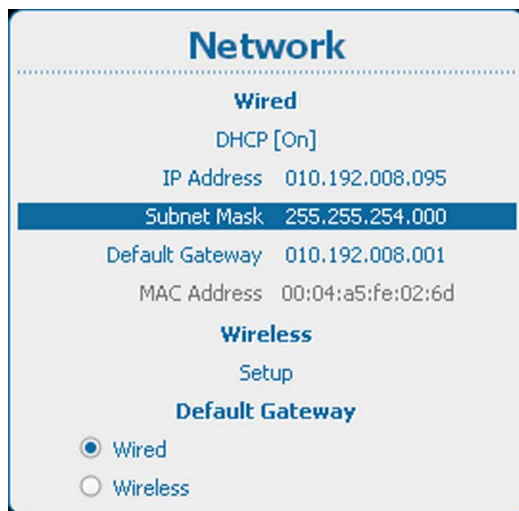 Network
Wired
DHCP [On]
IP Address 010.192.008.095
Subnet Mask 255.255.254.000
Default Gateway 010.192.008.001
MAC Address 00:04:a5:fe:02:6d
Wireless
Setup
Default Gateway
Wired
Wireless